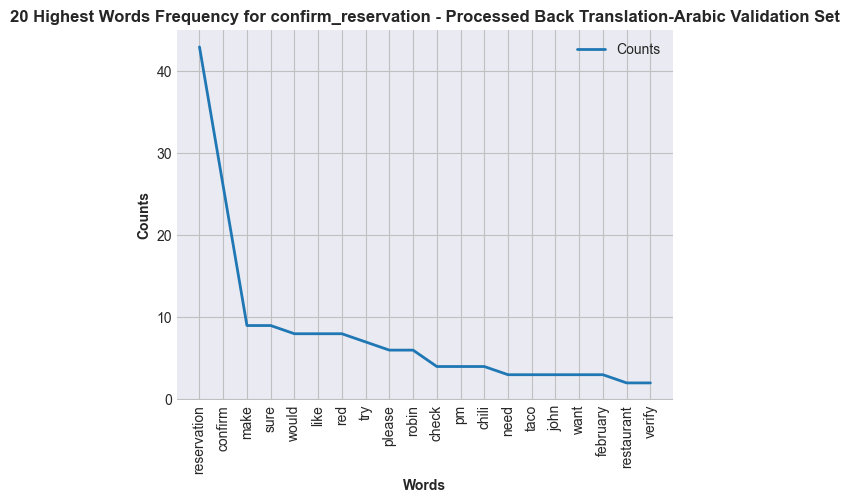 20 Highest Words Frequency for confirm_reservation - Processed Back Translation-Arabic Validation Set
Counts
40
30
20
10
0
Counts
reservation
confirm
make
sure
would
like
red
try
please
robin
check
pm
chili
need
taco
john
want
february
restaurant
verify
Words